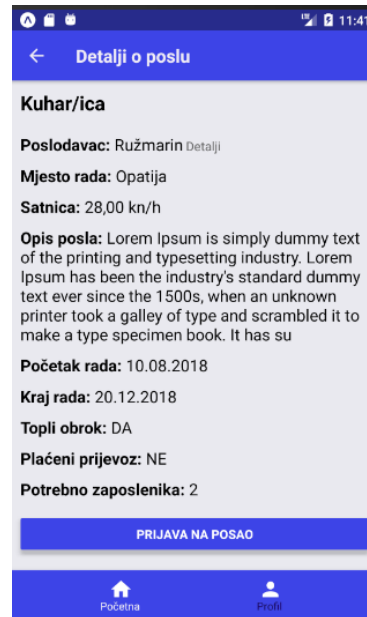 LTE 11:41
Detalji o poslu
Kuhar/ica
Poslodavac: Ružmarin Detalji
Mjesto rada: Opatija
Satnica: 28,00 kn/h
Opis posla: Lorem Ipsum is simply dummy text
of the printing and typesetting industry. Lorem
Ipsum has been the industry's standard dummy
text ever since the 1500s, when an unknown
printer took a galley of type and scrambled it to
make a type specimen book. It has su
Početak rada: 10.08.2018
Kraj rada: 20.12.2018
Topli obrok: DA
Plaćeni prijevoz: NE
Potrebno zaposlenika: 2
PRIJAVA NA POSAO
Početna Profil